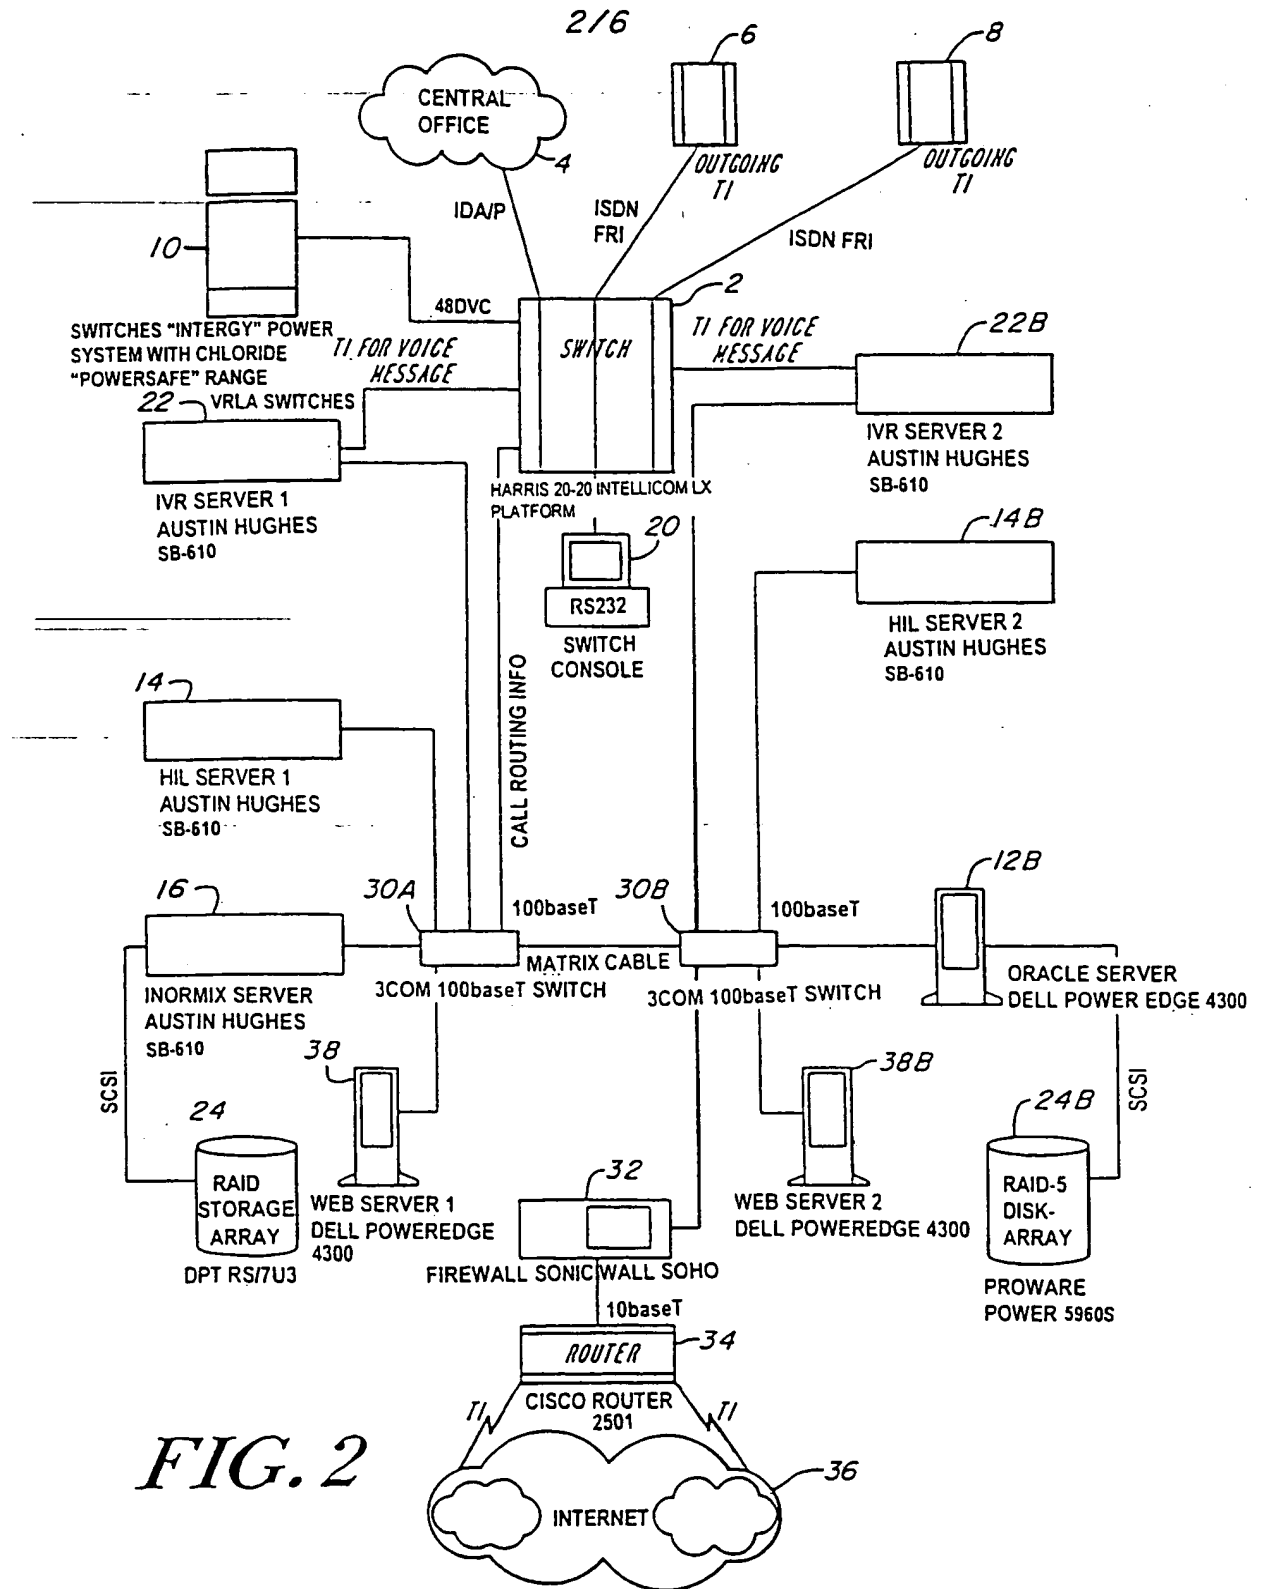 2/6
6
8
CENTRAL
OFFICE
4
OUTGOING
T1
OUTGOING
T1
IDA/P
ISDN
FRI
ISDN FRI
10
2
48DVC
SWITCHES "INTERGY" POWER
SYSTEM WITH CHLORIDE
"POWERSAFE" RANGE
VRLA SWITCHES
T1 FOR VOICE
MESSAGE
SWITCH
T1 FOR VOICE
MESSAGE
22B
22
IVR SERVER 1
AUSTIN HUGHES
SB-610
HARRIS 20-20 INTELLICOM LX
PLATFORM
IVR SERVER 2
AUSTIN HUGHES
SB-610
20
14B
RS232
SWITCH
CONSOLE
HIL SERVER 2
AUSTIN HUGHES
SB-610
14
CALL ROUTING INFO
HIL SERVER 1
AUSTIN HUGHES
SB-610
12B
16
30A
30B
100baseT
100baseT
MATRIX CABLE
INORMIX SERVER
AUSTIN HUGHES
SB-610
3COM 100baseT SWITCH
3COM 100baseT SWITCH
ORACLE SERVER
DELL POWER EDGE 4300
38
38B
SCSI
SCSI
24
24B
RAID
STORAGE
ARRAY
DPT RS/7U3
WEB SERVER 1
DELL POWEREDGE
4300
32
WEB SERVER 2
DELL POWEREDGE 4300
RAID-5
DISK-
ARRAY
PROWARE
POWER 5960S
FIREWALL SONIC WALL SOHO
10baseT
34
ROUTER
CISCO ROUTER
2501
T1
T1
36
INTERNET
FIG. 2